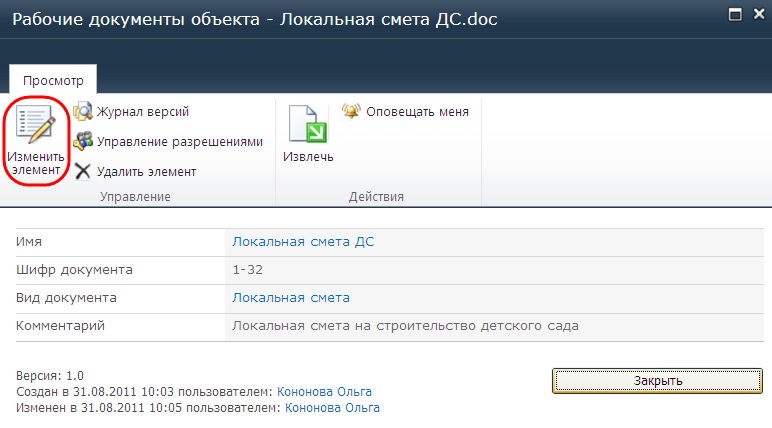 Рабочие документы объекта - Локальная смета ДС.doc
Просмотр
Изменить
элемент
Журнал версий
Управление разрешениями
Удалить элемент
Управление
Извлечь
Оповещать меня
Действия
Имя Локальная смета ДС
Шифр документа 1-32
Вид документа Локальная смета
Комментарий Локальная смета на строительство детского сада
Версия: 1.0
Создан в 31.08.2011 10:03 пользователем: Кононова Ольга
Изменен в 31.08.2011 10:05 пользователем: Кононова Ольга
Закрыть